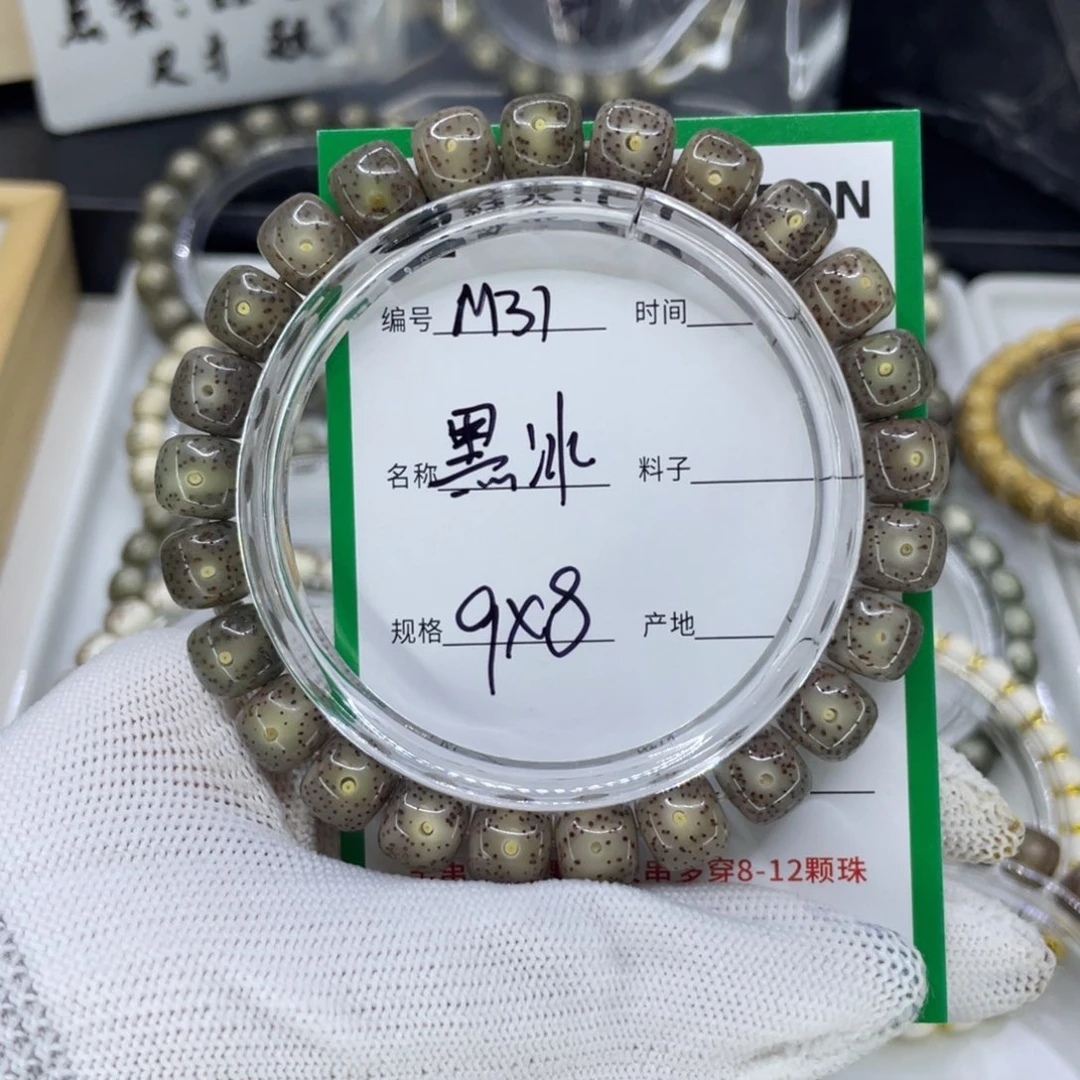 ON
编号 M37 时间
名称 黑冰 料子
规格 9x8 产地
串多穿8-12颗珠